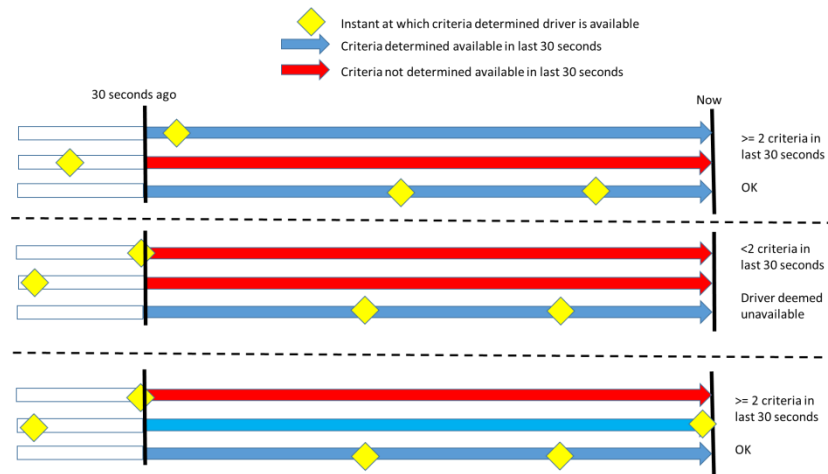 Instant at which criteria determined driver is available
Criteria determined available in last 30 seconds
Criteria not determined available in last 30 seconds
30 seconds ago
Now
>= 2 criteria in
last 30 seconds
OK
<2 criteria in
last 30 seconds
Driver deemed
unavailable
>= 2 criteria in
last 30 seconds
OK